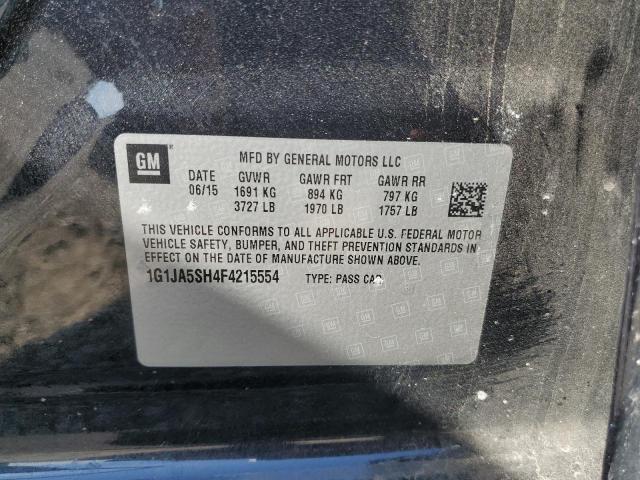 GM
MFD BY GENERAL MOTORS LLC
DATE GVWR GAWR FRT GAWR RR
06/15 1691 KG 894 KG 797 KG
3727 LB 1970 LB 1757 LB
THIS VEHICLE CONFORMS TO ALL APPLICABLE U.S. FEDERAL MOTOR
VEHICLE SAFETY, BUMPER, AND THEFT PREVENTION STANDARDS IN
EFFECT ON THE DATE OF MANUFACTURE SHOWN ABOVE.
1G1JA5SH4F4215554 TYPE: PASS CAR